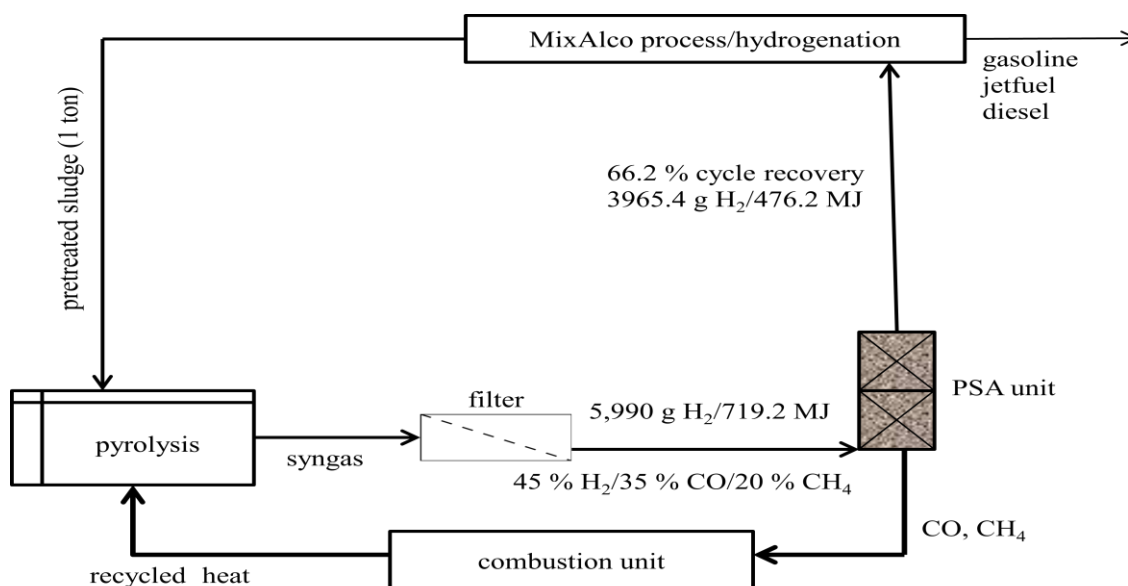 MixAlco process/hydrogenation
gasoline
jetfuel
diesel
pretreated sludge (1 ton)
66.2 % cycle recovery
3965.4 g H₂/476.2 MJ
PSA unit
filter
5,990 g H₂/719.2 MJ
pyrolysis
syngas
45 % H₂/35 % CO/20 % CH₄
CO, CH₄
combustion unit
recycled heat